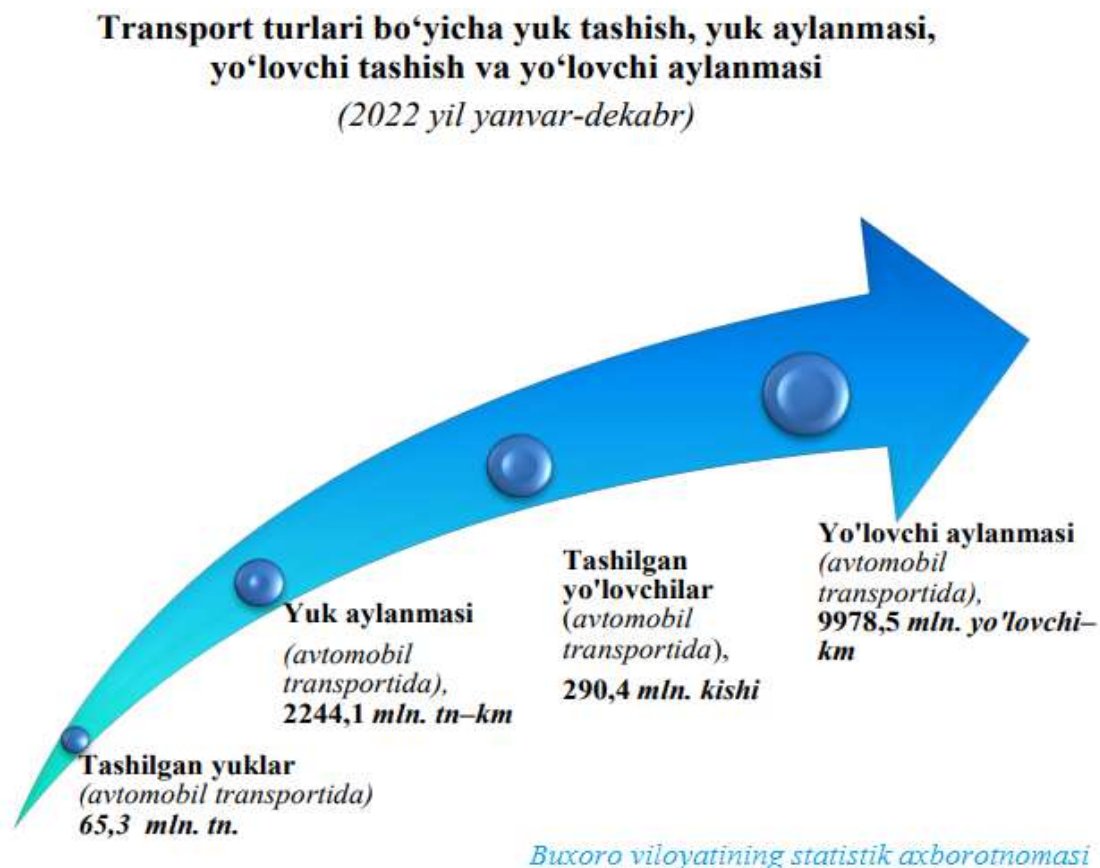 Transport turlari bo‘yicha yuk tashish, yuk aylanmasi,
yo‘lovchi tashish va yo‘lovchi aylanmasi
(2022 yil yanvar-dekabr)
Tashilgan yuklar
(avtomobil transportida)
65,3 mln. tn.
Yuk aylanmasi
(avtomobil
transportida),
2244,1 mln. tn–km
Tashilgan
yo'lovchilar
(avtomobil
transportida),
290,4 mln. kishi
Yo'lovchi aylanmasi
(avtomobil
transportida),
9978,5 mln. yo'lovchi–
km
Buxoro viloyatining statistik axborotnomasi